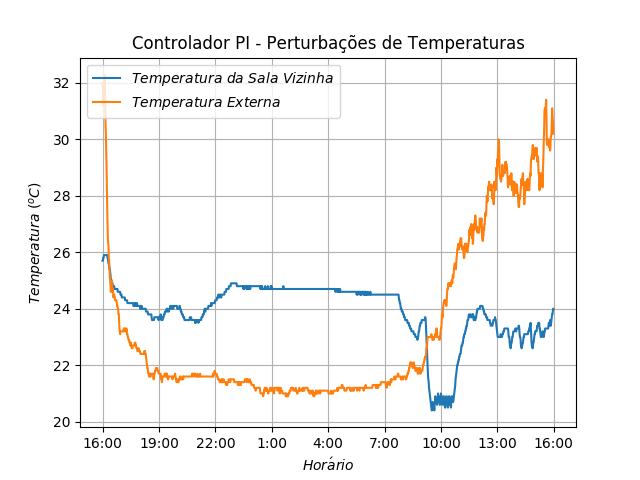 Controlador PI - Perturbações de Temperaturas
Temperatura da Sala Vizinha
Temperatura Externa
32
30
28
26
24
22
20
Temperatura (ºC)
16:00 19:00 22:00 1:00 4:00 7:00 10:00 13:00 16:00
Horário